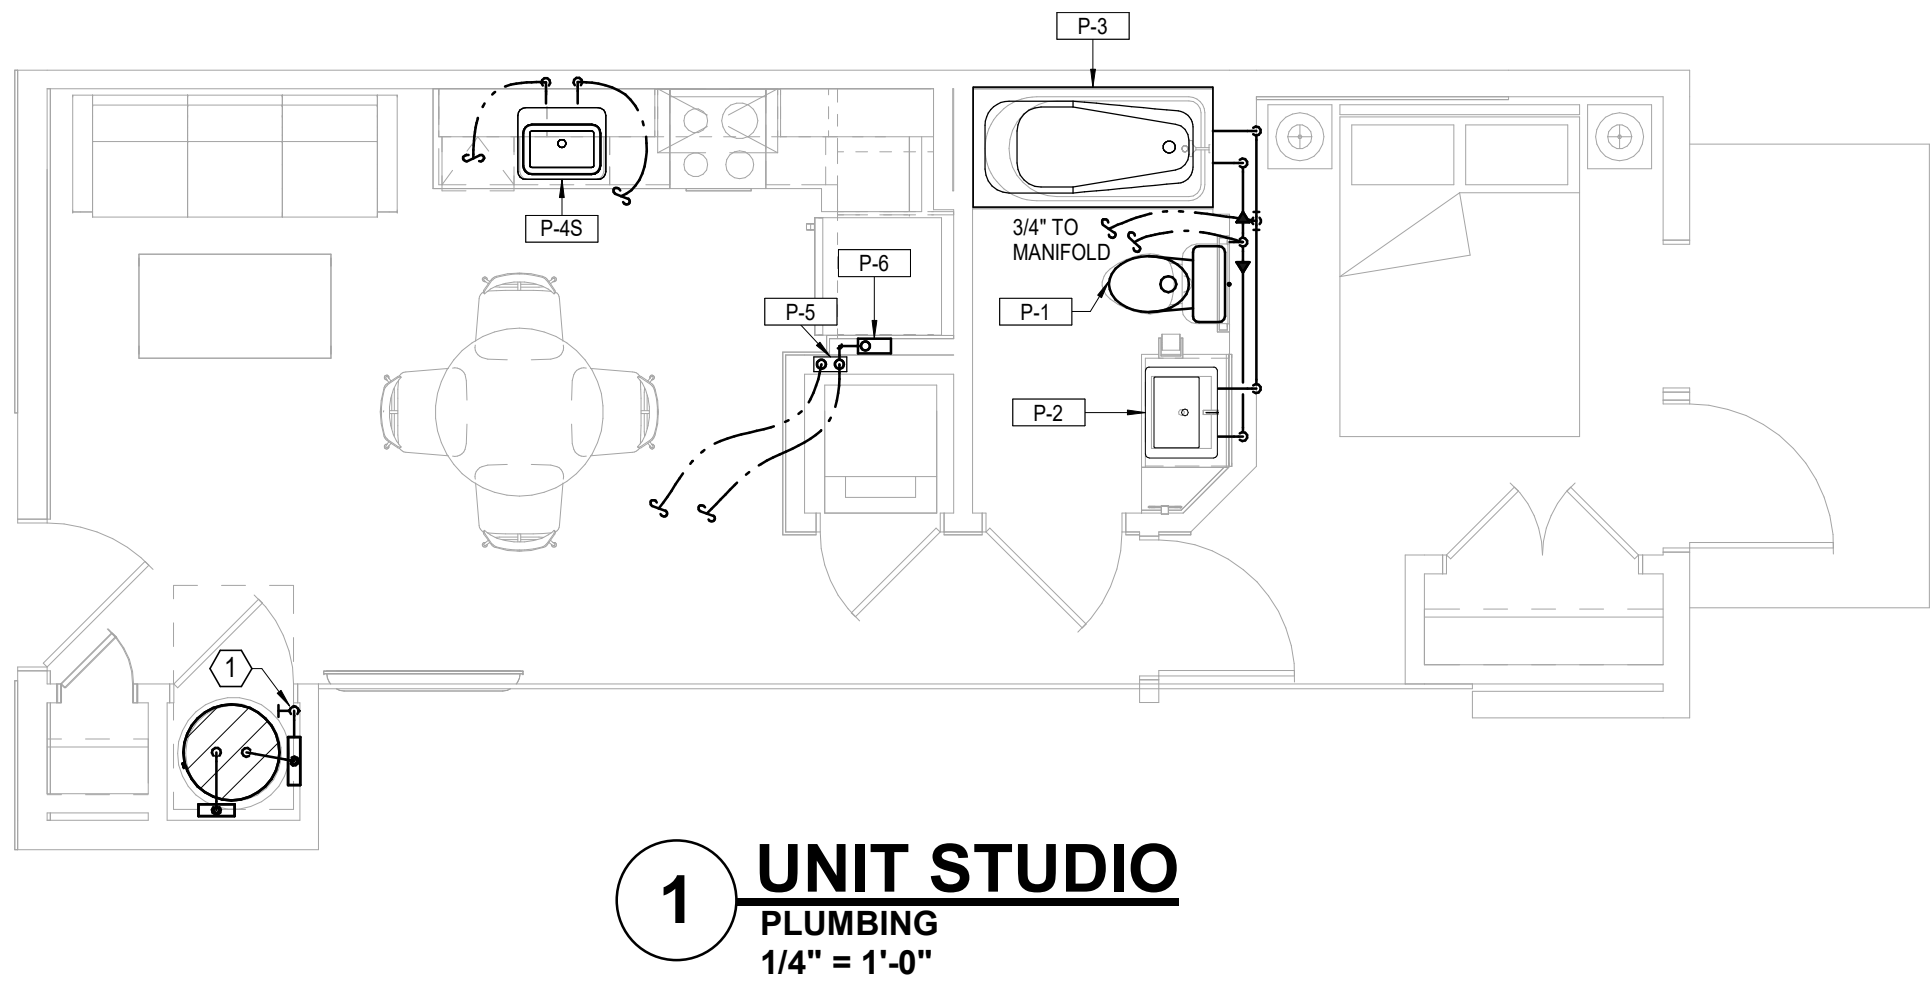 P-3
P-4S
3/4" TO
MANIFOLD
P-6
P-5
P-1
P-2
1
1
UNIT STUDIO
PLUMBING
1/4" = 1'-0"